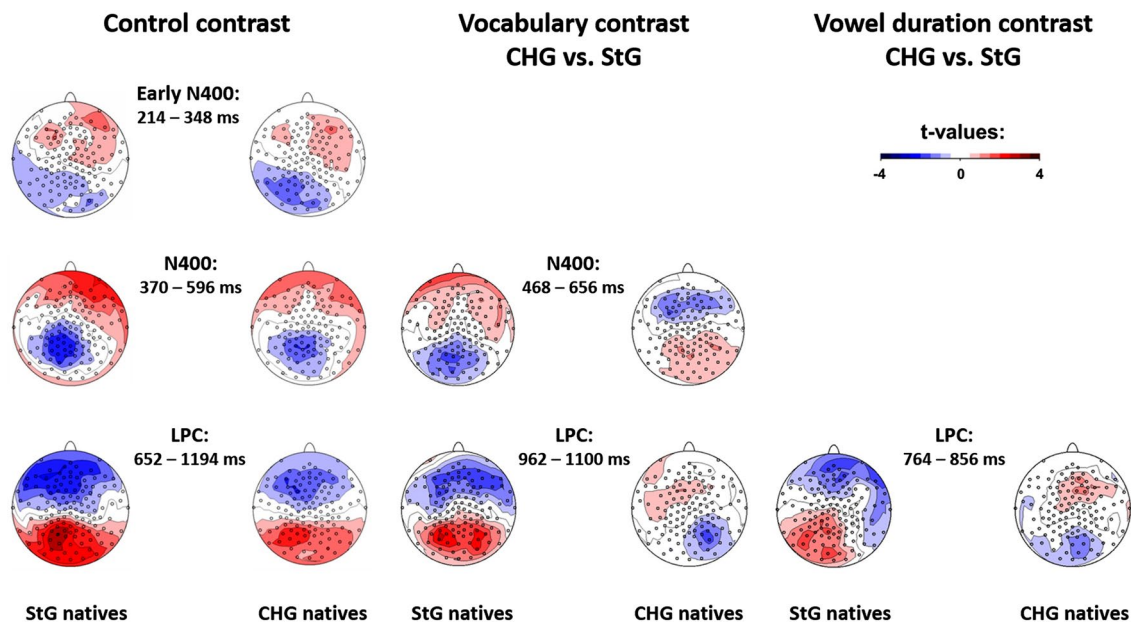 Control contrast
Vocabulary contrast
CHG vs. StG
Vowel duration contrast
CHG vs. StG
Early N400:
214 – 348 ms
t-values:
-4 0 4
N400:
370 – 596 ms
N400:
468 – 656 ms
LPC:
652 – 1194 ms
LPC:
962 – 1100 ms
LPC:
764 – 856 ms
StG natives
CHG natives
StG natives
CHG natives
StG natives
CHG natives